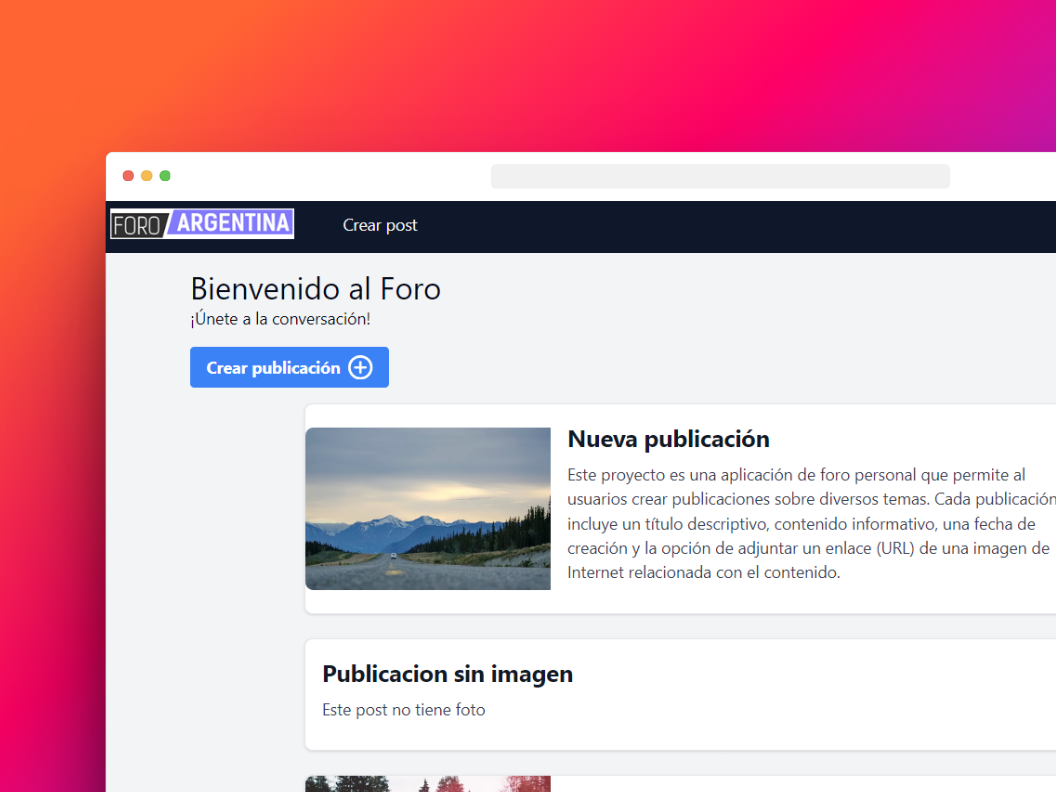 FORO ARGENTINA
Crear post
Bienvenido al Foro
¡Únete a la conversación!
Crear publicación
Nueva publicación
Este proyecto es una aplicación de foro personal que permite al
usuarios crear publicaciones sobre diversos temas. Cada publicación
incluye un título descriptivo, contenido informativo, una fecha de
creación y la opción de adjuntar un enlace (URL) de una imagen de
Internet relacionada con el contenido.
Publicacion sin imagen
Este post no tiene foto